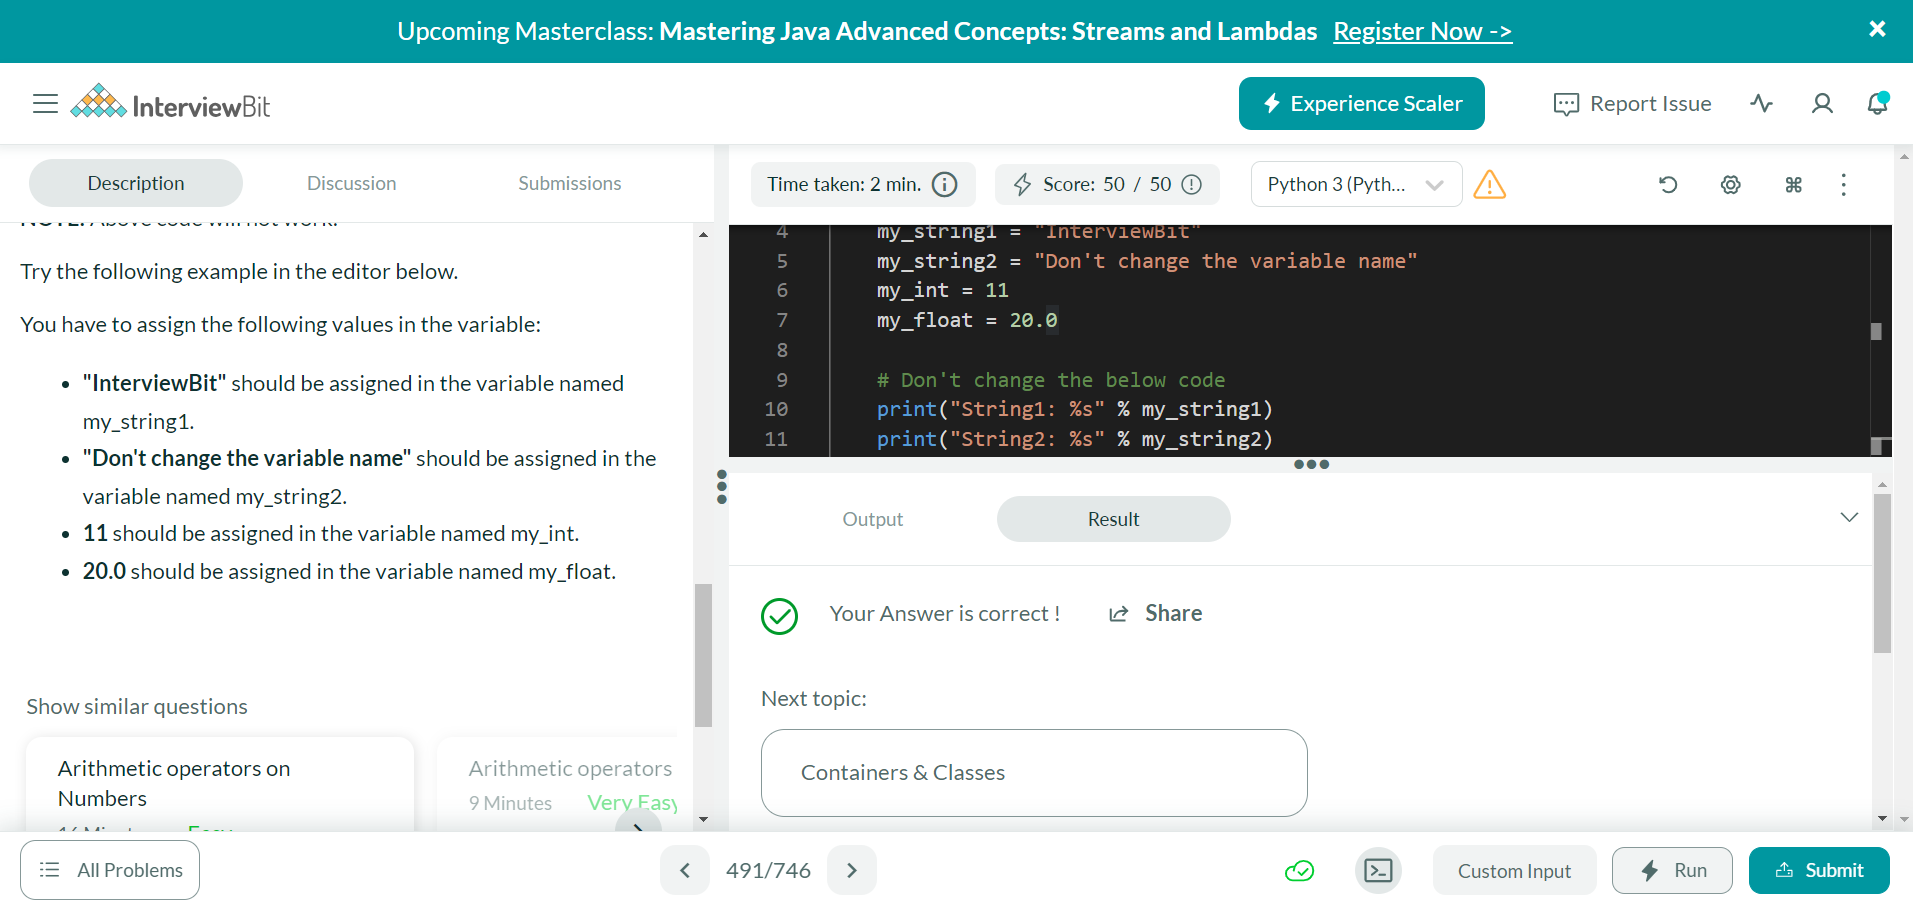 Upcoming Masterclass: Mastering Java Advanced Concepts: Streams and Lambdas Register Now ->
InterviewBit
Experience Scaler
Report Issue
Description
Discussion
Submissions
Time taken: 2 min.
Score: 50 / 50
Python 3 (Pyth...
NOTE: Above code will not work.
Try the following example in the editor below.
You have to assign the following values in the variable:
• "InterviewBit" should be assigned in the variable named
my_string1.
• "Don't change the variable name" should be assigned in the
variable named my_string2.
• 11 should be assigned in the variable named my_int.
• 20.0 should be assigned in the variable named my_float.
Show similar questions
Arithmetic operators on
Numbers
Easy
Arithmetic operators
9 Minutes Very Easy
4 my_string1 = "InterviewBit"
5 my_string2 = "Don't change the variable name"
6 my_int = 11
7 my_float = 20.0
8
9 # Don't change the below code
10 print("String1: %s" % my_string1)
11 print("String2: %s" % my_string2)
Output
Result
Your Answer is correct !
Share
Next topic:
Containers & Classes
All Problems
491/746
Custom Input
Run
Submit